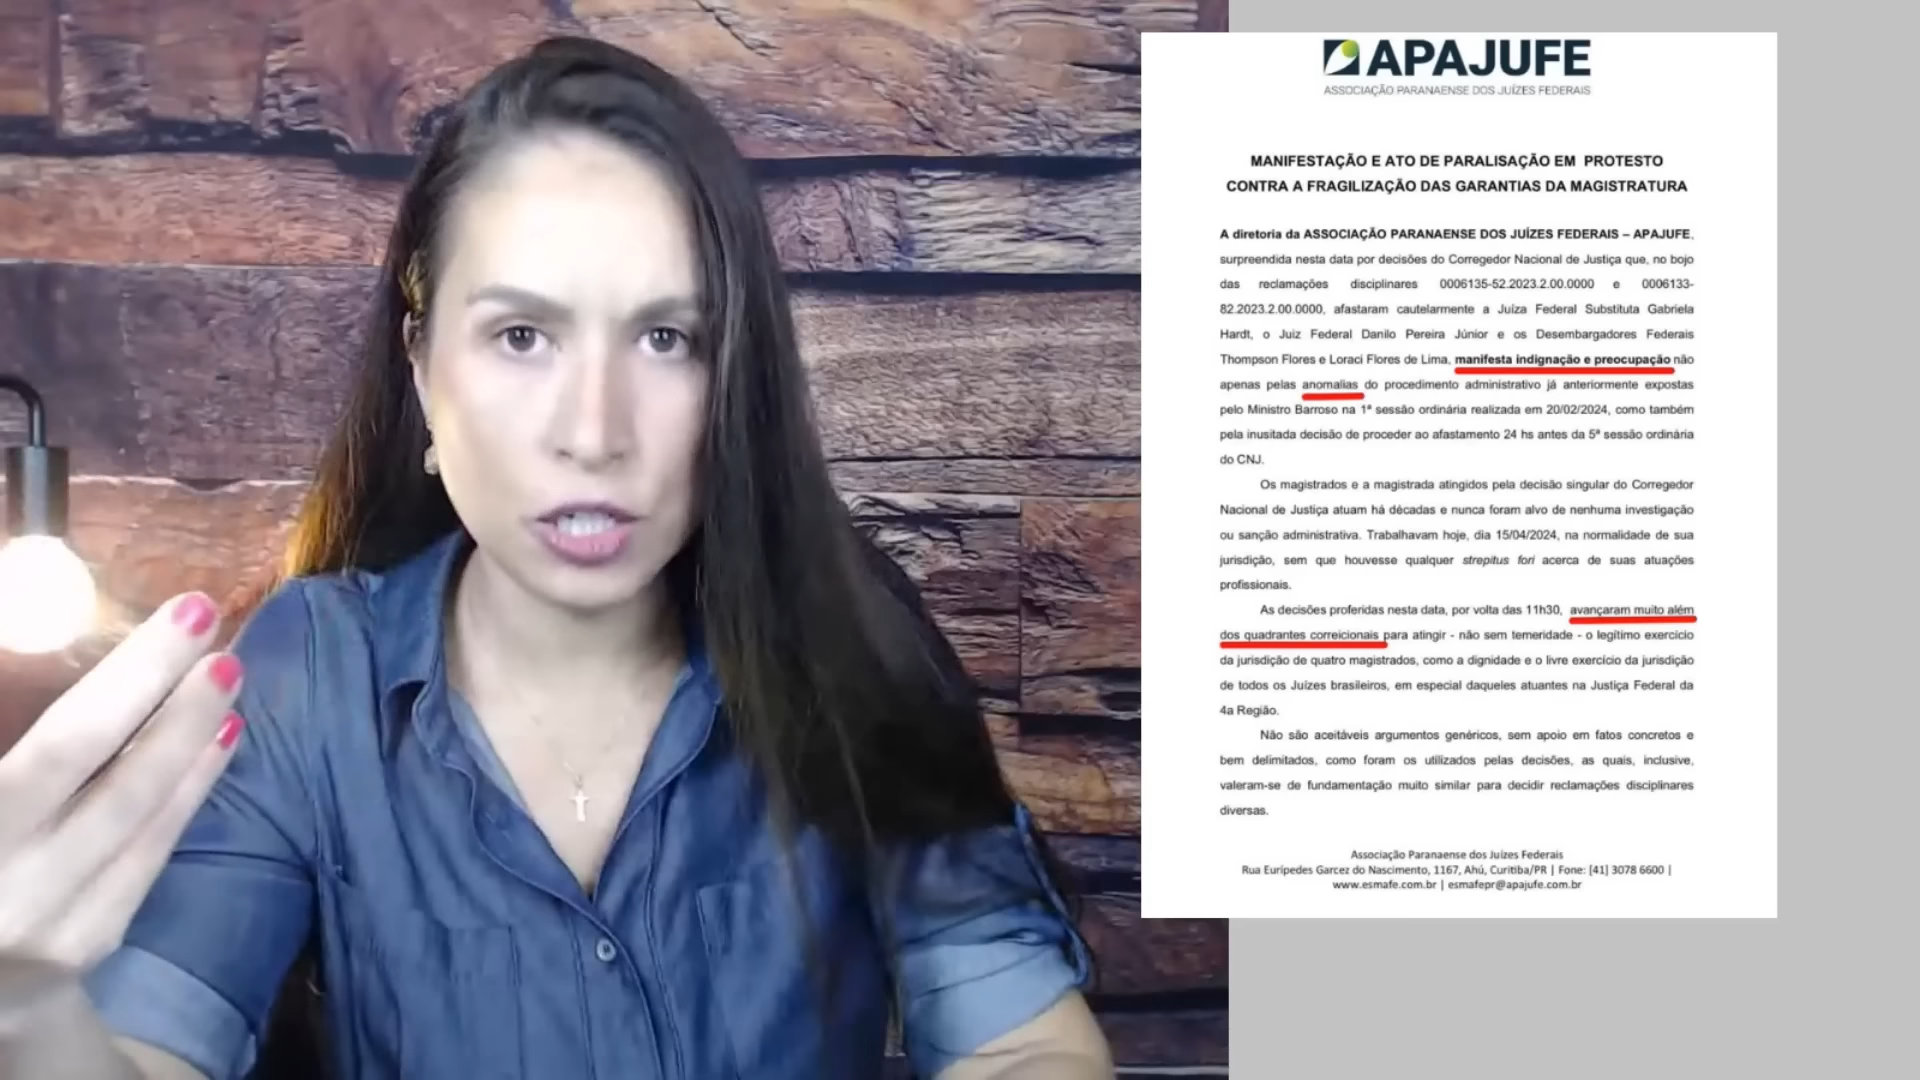 APAJUFE
ASSOCIAÇÃO PARANAENSE DOS JUÍZES FEDERAIS
MANIFESTAÇÃO E ATO DE PARALISAÇÃO EM PROTESTO
CONTRA A FRAGILIZAÇÃO DAS GARANTIAS DA MAGISTRATURA
A diretoria da ASSOCIAÇÃO PARANAENSE DOS JUÍZES FEDERAIS – APAJUFE,
surpreendida nesta data por decisões do Corregedor Nacional de Justiça que, no bojo
das reclamações disciplinares 0006135-52.2023.2.00.0000 e 0006133-
82.2023.2.00.0000, afastaram cautelarmente a Juíza Federal Substituta Gabriela
Hardt, o Juiz Federal Danilo Pereira Júnior e os Desembargadores Federais
Thompson Flores e Loraci Flores de Lima, manifesta indignação e preocupação não
apenas pelas anomalias do procedimento administrativo já anteriormente expostas
pelo Ministro Barroso na 1ª sessão ordinária realizada em 20/02/2024, como também
pela inusitada decisão de proceder ao afastamento 24 hs antes da 5ª sessão ordinária
do CNJ.
Os magistrados e a magistrada atingidos pela decisão singular do Corregedor
Nacional de Justiça atuam há décadas e nunca foram alvo de nenhuma investigação
ou sanção administrativa. Trabalhavam hoje, dia 15/04/2024, na normalidade de sua
jurisdição, sem que houvesse qualquer strepitus fori acerca de suas atuações
profissionais.
As decisões proferidas nesta data, por volta das 11h30, avançaram muito além
dos quadrantes correicionais para atingir - não sem temeridade - o legítimo exercício
da jurisdição de quatro magistrados, como a dignidade e o livre exercício da jurisdição
de todos os Juízes brasileiros, em especial daqueles atuantes na Justiça Federal da
4a Região.
Não são aceitáveis argumentos genéricos, sem apoio em fatos concretos e
bem delimitados, como foram os utilizados pelas decisões, as quais, inclusive,
valeram-se de fundamentação muito similar para decidir reclamações disciplinares
diversas.
Associação Paranaense dos Juízes Federais
Rua Eurípedes Garcez do Nascimento, 1167, Ahú, Curitiba/PR | Fone: [41] 3078 6600 |
www.esmafe.com.br | esmafepr@apajufe.com.br